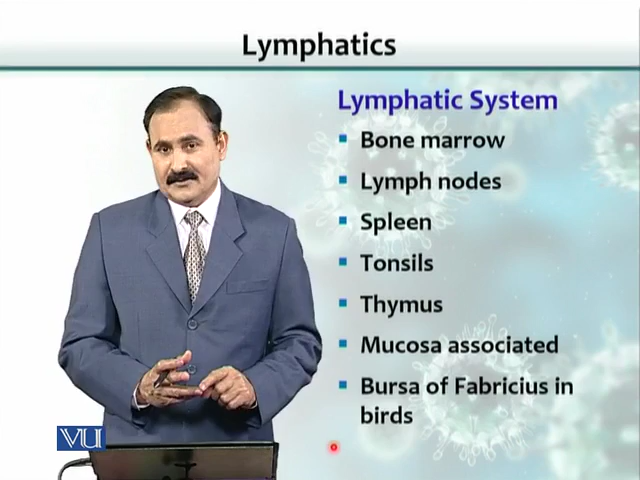 Lymphatics
Lymphatic System
Bone marrow
Lymph nodes
Spleen
Tonsils
Thymus
Mucosa associated
Bursa of Fabricius in
birds
VU